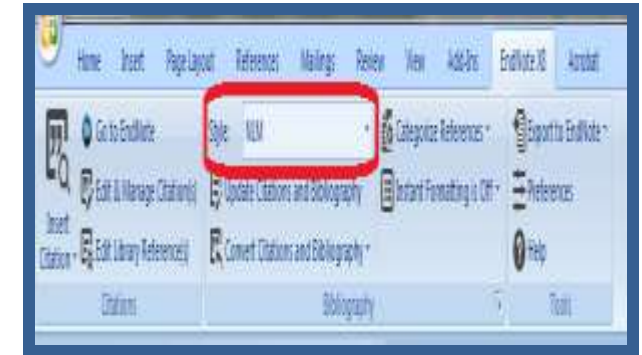 Home Insert Page Layout References Mailings Review View Add-Ins EndNote X8 Acrobat
Go to EndNote Style: NLM Categorize References Export to EndNote
Edit & Manage Citation(s) Update Citations and Bibliography Instant Formatting is Off Preferences
Insert
Citation Edit Library Reference(s) Convert Citations and Bibliography Help
Citations Bibliography Tools